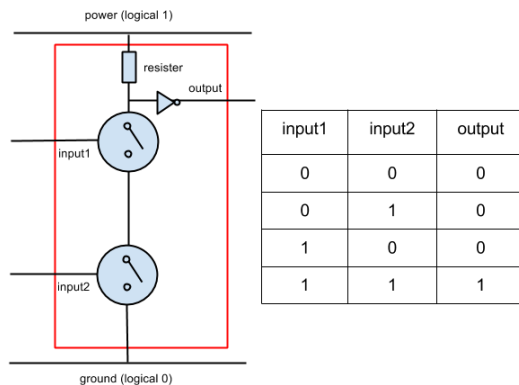 power (logical 1)
resister
output
input1
input2
ground (logical 0)
input1 input2 output
0 0 0
0 1 0
1 0 0
1 1 1